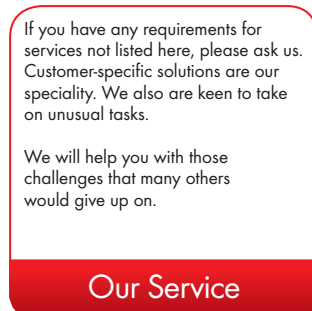 If you have any requirements for
services not listed here, please ask us.
Customer-specific solutions are our
speciality. We also are keen to take
on unusual tasks.
We will help you with those
challenges that many others
would give up on.
Our Service